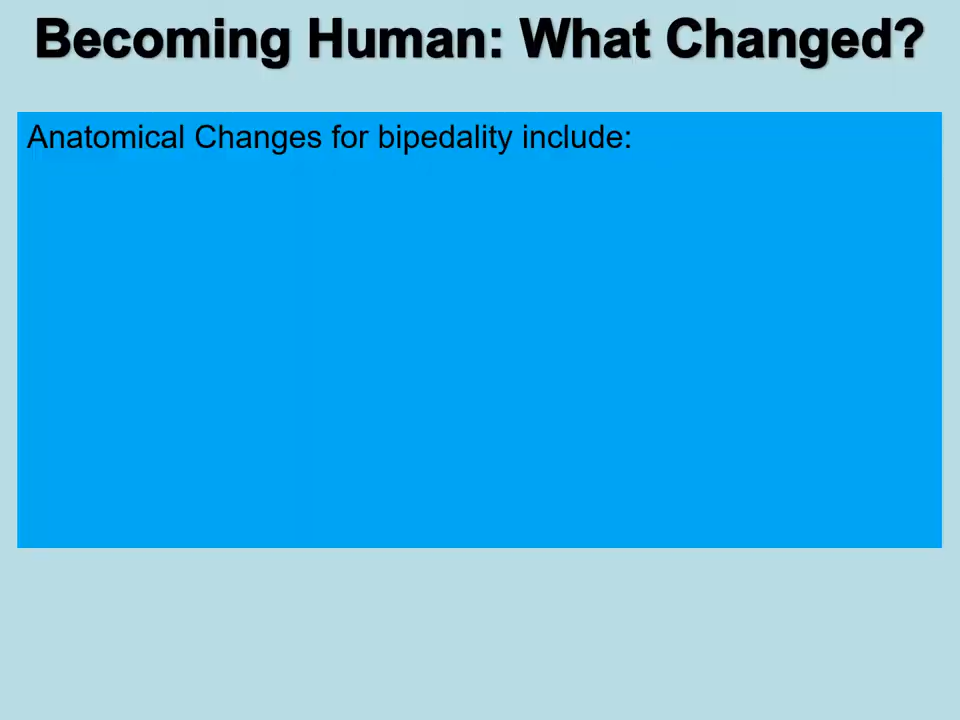 Becoming Human: What Changed?
Anatomical Changes for bipedality include: